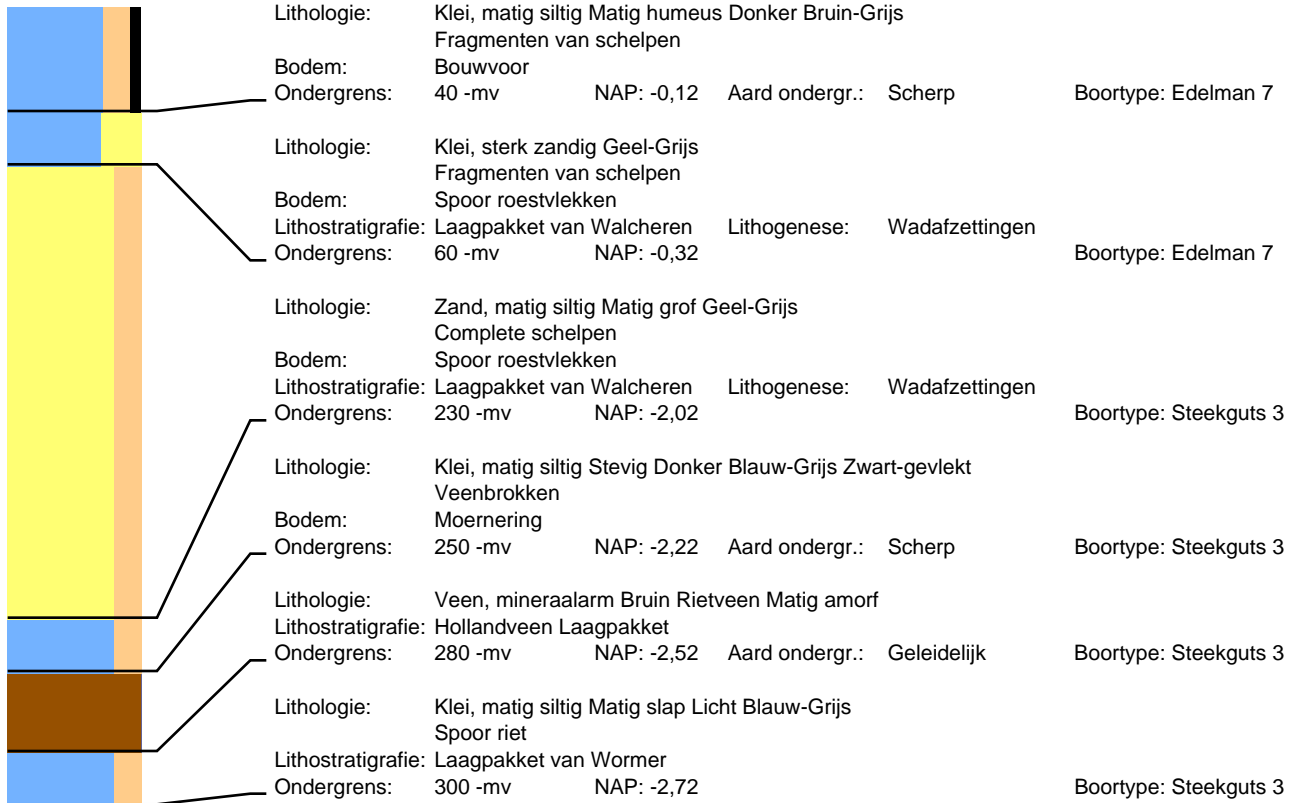 Lithologie: Klei, matig siltig Matig humeus Donker Bruin-Grijs
Fragmenten van schelpen
Bodem: Bouwvoor
Ondergrens: 40 -mv NAP: -0,12 Aard ondergr.: Scherp Boortype: Edelman 7
Lithologie: Klei, sterk zandig Geel-Grijs
Fragmenten van schelpen
Bodem: Spoor roestvlekken
Lithostratigrafie: Laagpakket van Walcheren Lithogenese: Wadafzettingen
Ondergrens: 60 -mv NAP: -0,32 Boortype: Edelman 7
Lithologie: Zand, matig siltig Matig grof Geel-Grijs
Complete schelpen
Bodem: Spoor roestvlekken
Lithostratigrafie: Laagpakket van Walcheren Lithogenese: Wadafzettingen
Ondergrens: 230 -mv NAP: -2,02 Boortype: Steekguts 3
Lithologie: Klei, matig siltig Stevig Donker Blauw-Grijs Zwart-gevlekt
Veenbrokken
Bodem: Moernering
Ondergrens: 250 -mv NAP: -2,22 Aard ondergr.: Scherp Boortype: Steekguts 3
Lithologie: Veen, mineraalarm Bruin Rietveen Matig amorf
Lithostratigrafie: Hollandveen Laagpakket
Ondergrens: 280 -mv NAP: -2,52 Aard ondergr.: Geleidelijk Boortype: Steekguts 3
Lithologie: Klei, matig siltig Matig slap Licht Blauw-Grijs
Spoor riet
Lithostratigrafie: Laagpakket van Wormer
Ondergrens: 300 -mv NAP: -2,72 Boortype: Steekguts 3